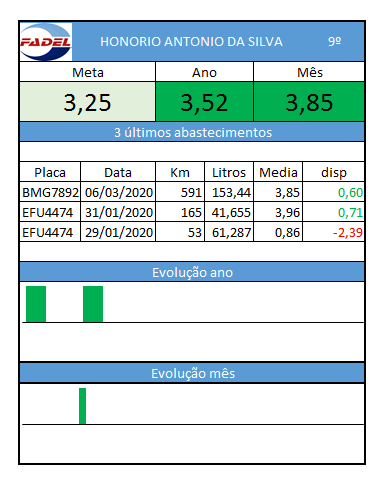 FADEL
HONORIO ANTONIO DA SILVA 9º
Meta Ano Mês
3,25 3,52 3,85
3 últimos abastecimentos
Placa Data Km Litros Media disp
BMG7892 06/03/2020 591 153,44 3,85 0,60
EFU4474 31/01/2020 165 41,655 3,96 0,71
EFU4474 29/01/2020 53 61,287 0,86 -2,39
Evolução ano
Evolução mês